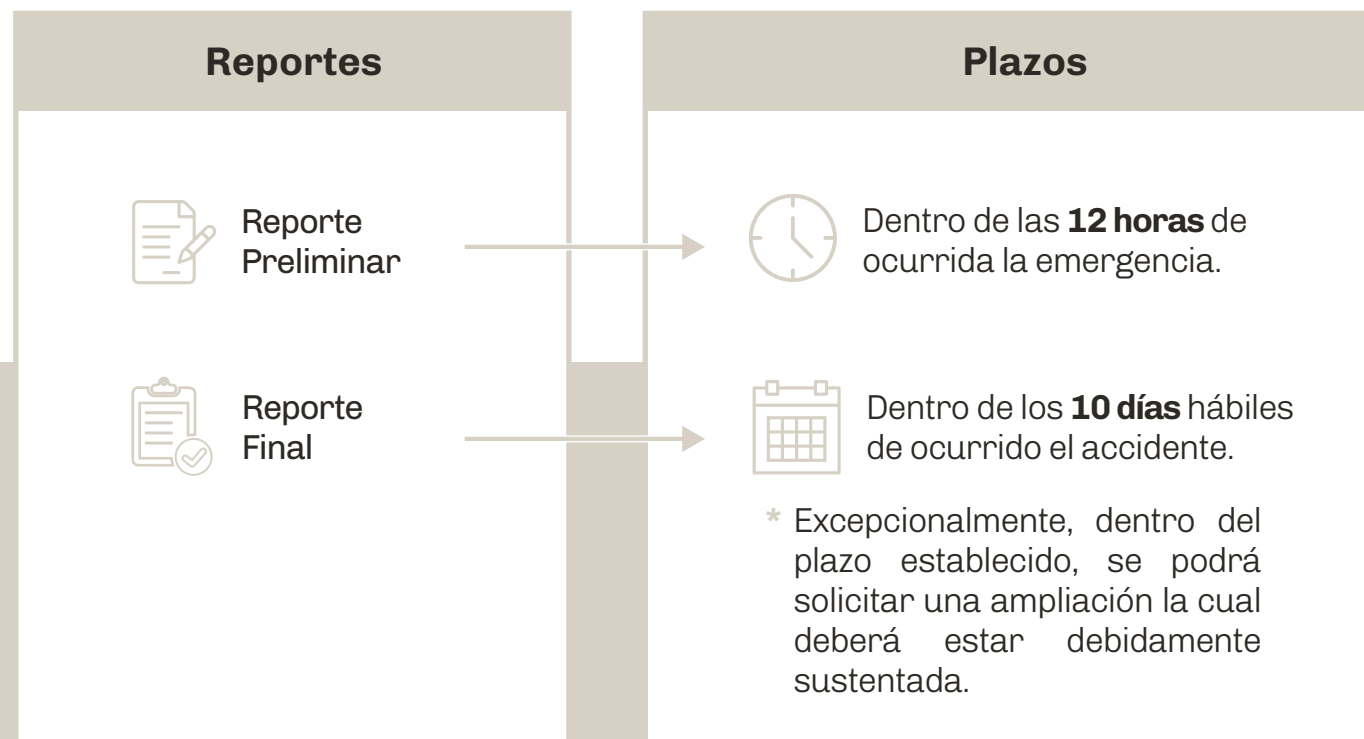 Reportes
Plazos
Reporte
Preliminar
Dentro de las 12 horas de
ocurrida la emergencia.
Reporte
Final
Dentro de los 10 días hábiles
de ocurrido el accidente.
* Excepcionalmente, dentro del
plazo establecido, se podrá
solicitar una ampliación la cual
deberá estar debidamente
sustentada.